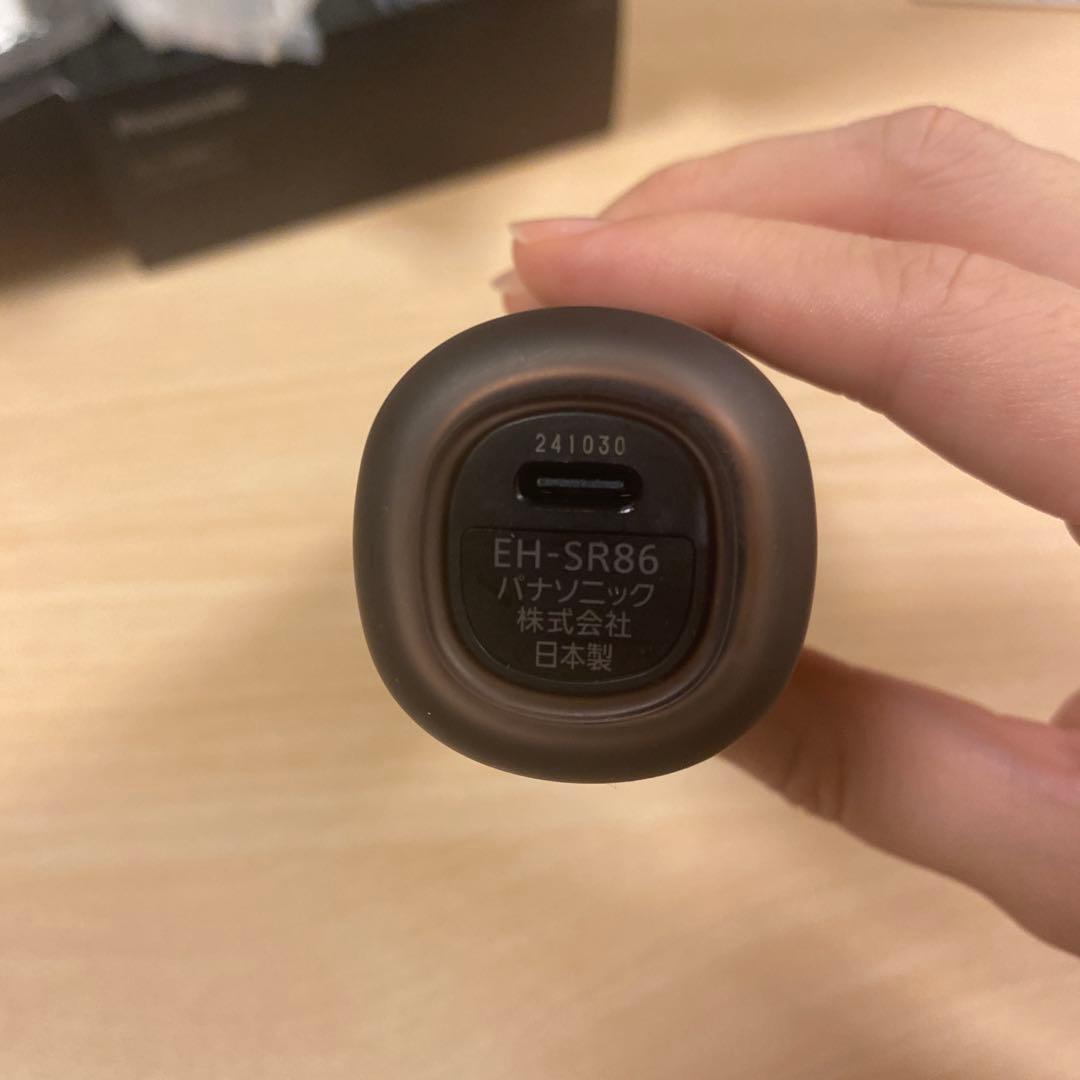 241030
EH-SR86
パナソニック
株式会社
日本製